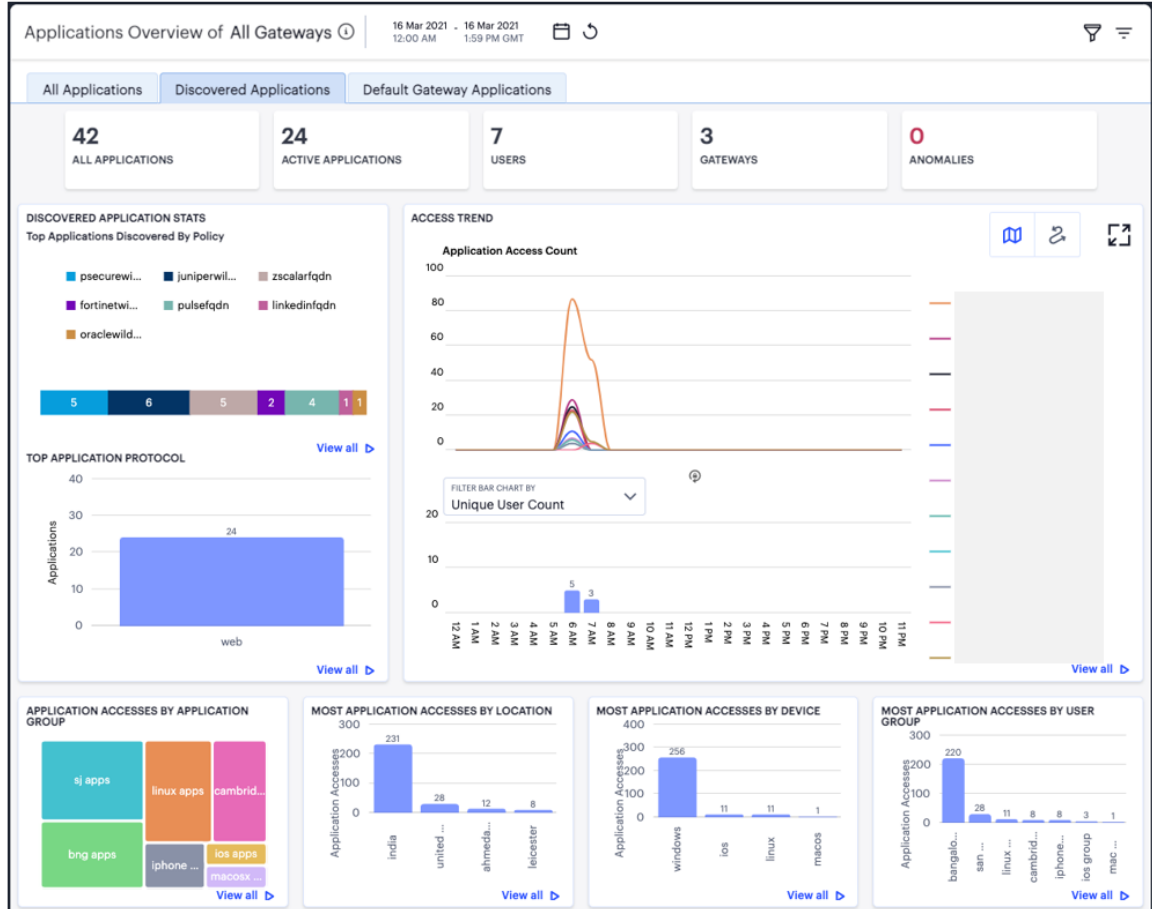 Applications Overview of All Gateways
16 Mar 2021 - 16 Mar 2021
12:00 AM 1:59 PM GMT
All Applications Discovered Applications Default Gateway Applications
42
ALL APPLICATIONS
24
ACTIVE APPLICATIONS
7
USERS
3
GATEWAYS
0
ANOMALIES
DISCOVERED APPLICATION STATS
Top Applications Discovered By Policy
psecurewi... juniperwil... zscalarfqdn
fortinetwi... pulsefqdn linkedinfqdn
oraclewild...
5 6 5 2 4 1 1
View all
TOP APPLICATION PROTOCOL
40
30
20
10
0
Applications
24
web
View all
ACCESS TREND
Application Access Count
100
80
60
40
20
0
FILTER BAR CHART BY
Unique User Count
20
10
0
5 3
12 AM 1 AM 2 AM 3 AM 4 AM 5 AM 6 AM 7 AM 8 AM 9 AM 10 AM 11 AM 12 PM 1 PM 2 PM 3 PM 4 PM 5 PM 6 PM 7 PM 8 PM 9 PM 10 PM 11 PM
View all
APPLICATION ACCESSES BY APPLICATION
GROUP
sj apps
linux apps
cambrid...
bng apps
iphone ...
ios apps
macosx ...
View all
MOST APPLICATION ACCESSES BY LOCATION
300
200
100
0
Application Accesses
231 28 12 8
india united ... ahmeda... leicester
View all
MOST APPLICATION ACCESSES BY DEVICE
400
300
200
100
0
Application Accesses
256 11 11 1
windows ios linux macos
View all
MOST APPLICATION ACCESSES BY USER
GROUP
300
200
100
0
Application Accesses
220 28 11 8 8 3 1
bangalo... san ... linux ... cambrid... iphone... ios group mac ...
View all